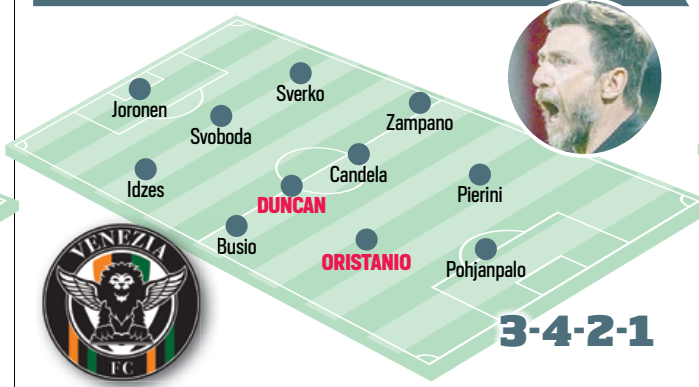 Joronen
Sverko
Svoboda
Zampano
Idzes
Candela
DUNCAN
Pierini
Busio
ORISTANIO
Pohjanpalo
VENEZIA
FC
3-4-2-1